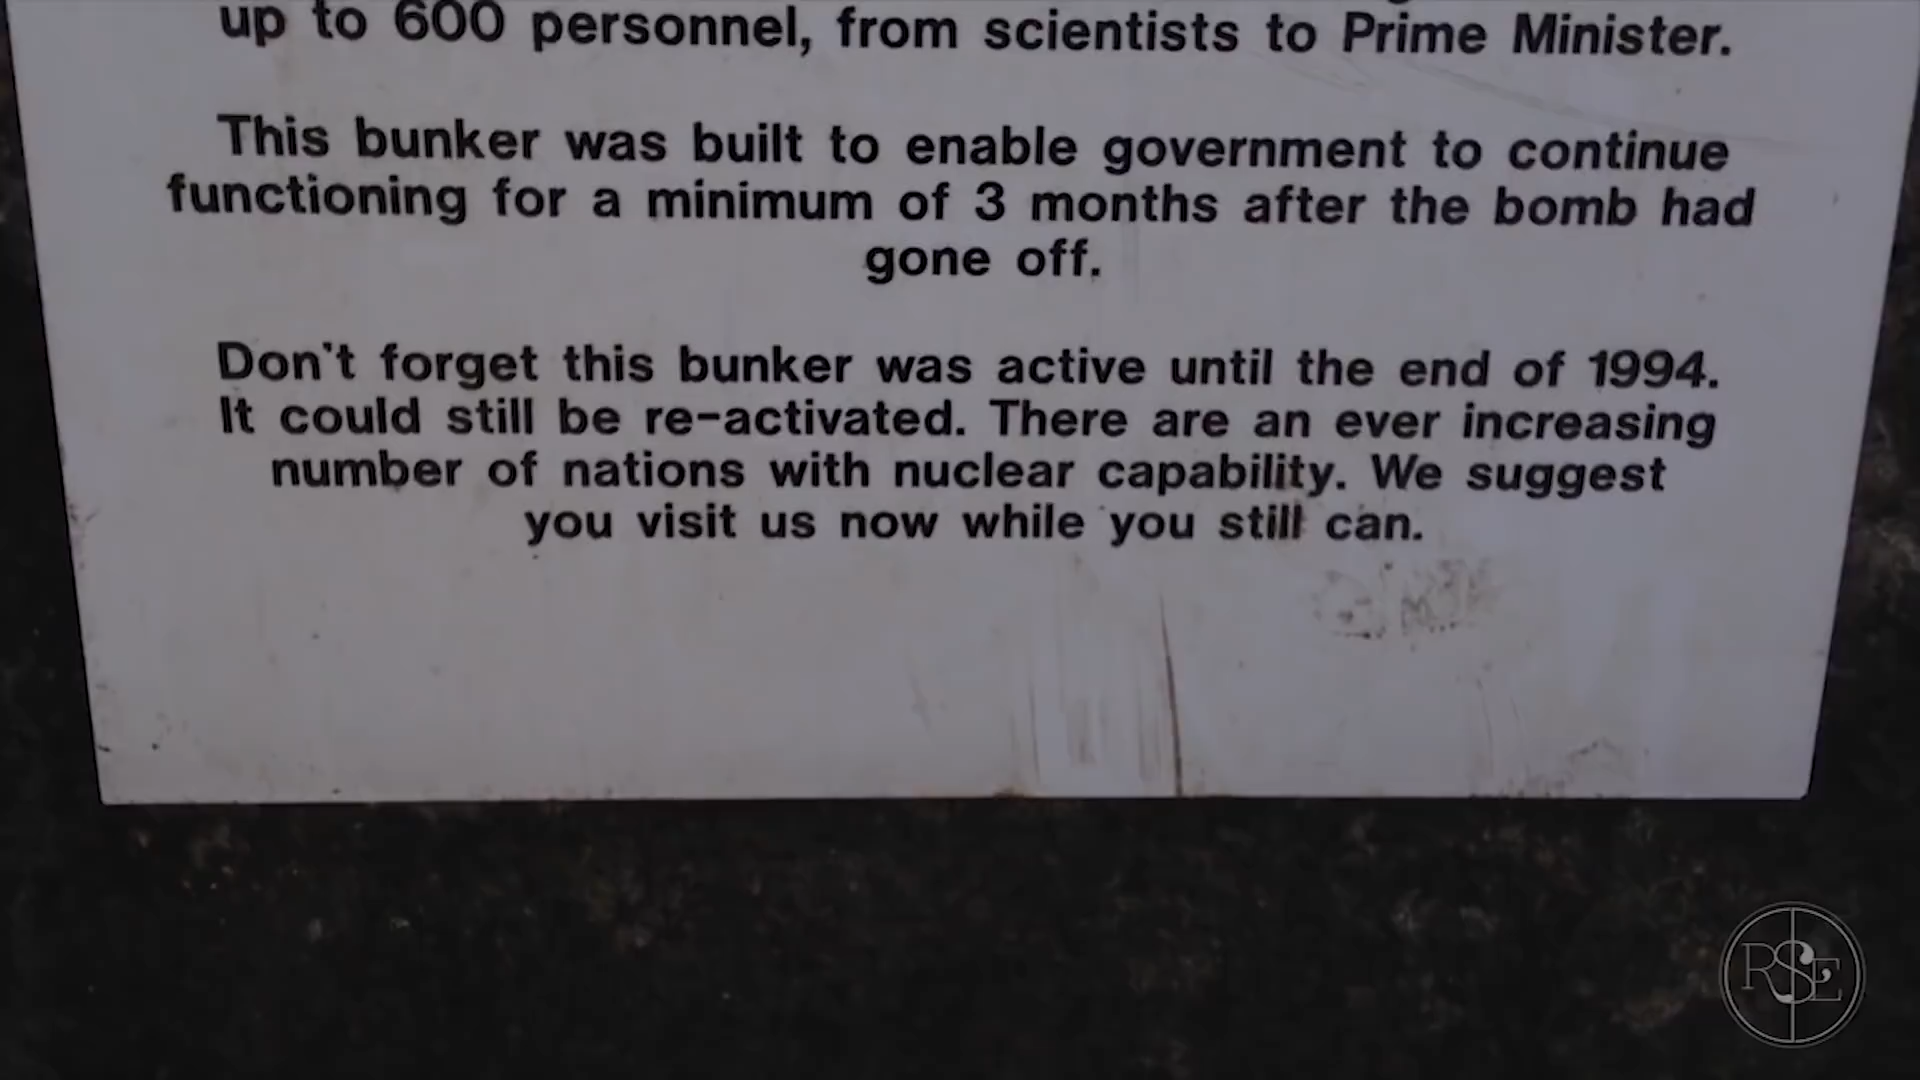 up to 600 personnel, from scientists to Prime Minister.
This bunker was built to enable government to continue
functioning for a minimum of 3 months after the bomb had
gone off.
Don't forget this bunker was active until the end of 1994.
It could still be re-activated. There are an ever increasing
number of nations with nuclear capability. We suggest
you visit us now while you still can.
RSE